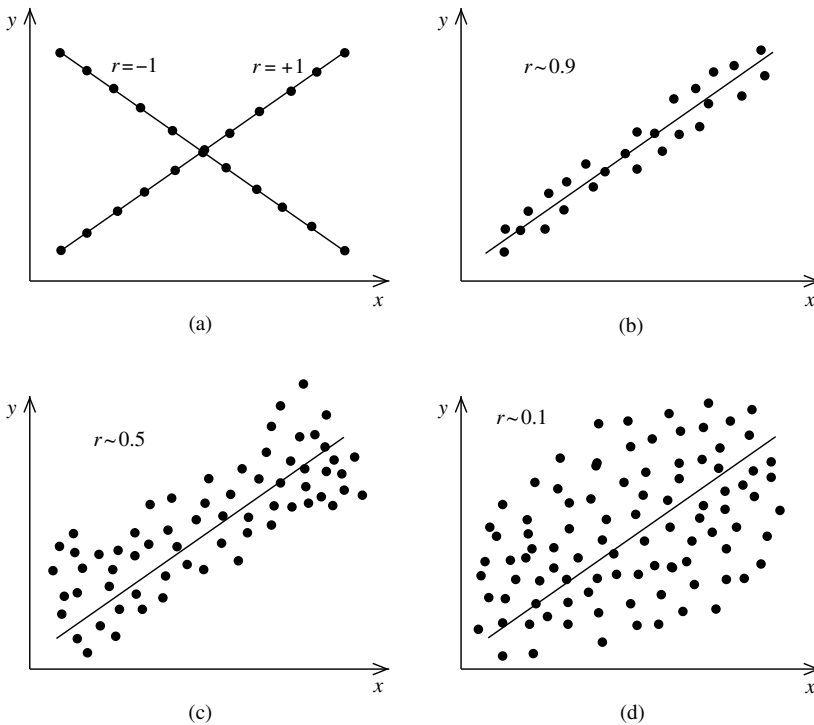 y
r = −1
r = +1
x
(a)
y
r ~ 0.9
x
(b)
y
r ~ 0.5
x
(c)
y
r ~ 0.1
x
(d)